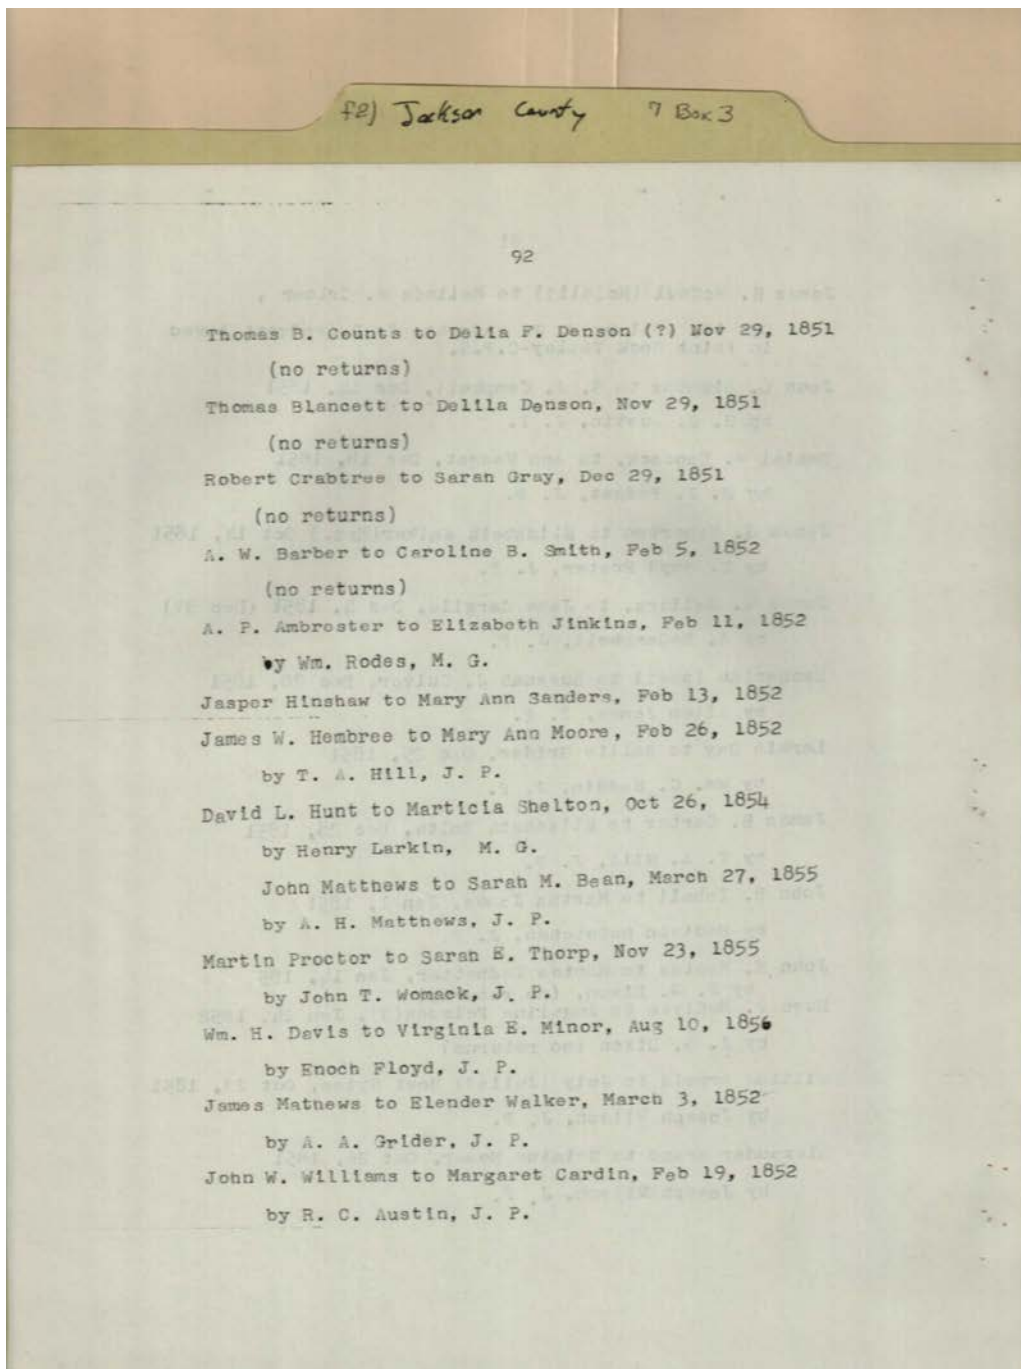 f2) Jackson County 7 Box 3
92
Thomas B. Counts to Delia F. Denson (?) Nov 29, 1851
(no returns)
Thomas Blancett to Delila Denson, Nov 29, 1851
(no returns)
Robert Crabtree to Sarah Gray, Dec 29, 1851
(no returns)
A. W. Barber to Caroline B. Smith, Feb 5, 1852
(no returns)
A. P. Ambroster to Elizabeth Jinkins, Feb 11, 1852
by Wm. Rodes, M. G.
Jasper Hinshaw to Mary Ann Sanders, Feb 13, 1852
James W. Hembree to Mary Ann Moore, Feb 26, 1852
by T. A. Hill, J. P.
David L. Hunt to Marticia Shelton, Oct 26, 1854
by Henry Larkin, M. G.
John Matthews to Sarah M. Bean, March 27, 1855
by A. H. Matthews, J. P.
Martin Proctor to Sarah E. Thorp, Nov 23, 1855
by John T. Womack, J. P.
Wm. H. Davis to Virginia E. Minor, Aug 10, 1856
by Enoch Floyd, J. P.
James Mathews to Elender Walker, March 3, 1852
by A. A. Grider, J. P.
John W. Williams to Margaret Cardin, Feb 19, 1852
by R. C. Austin, J. P.